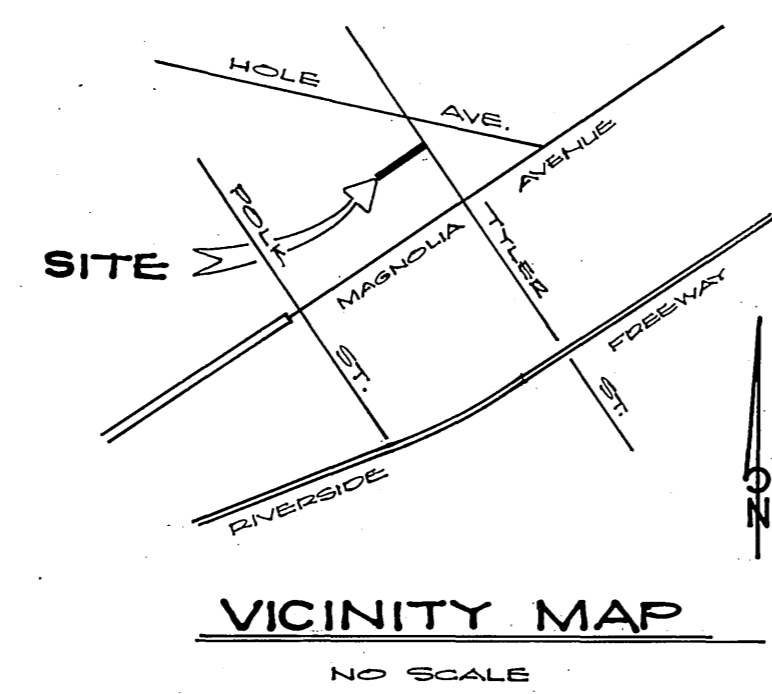 HOLE AVE.
POLK ST.
SITE
MAGNOLIA AVENUE
TYLER ST.
RIVERSIDE FREEWAY
N
VICINITY MAP
NO SCALE